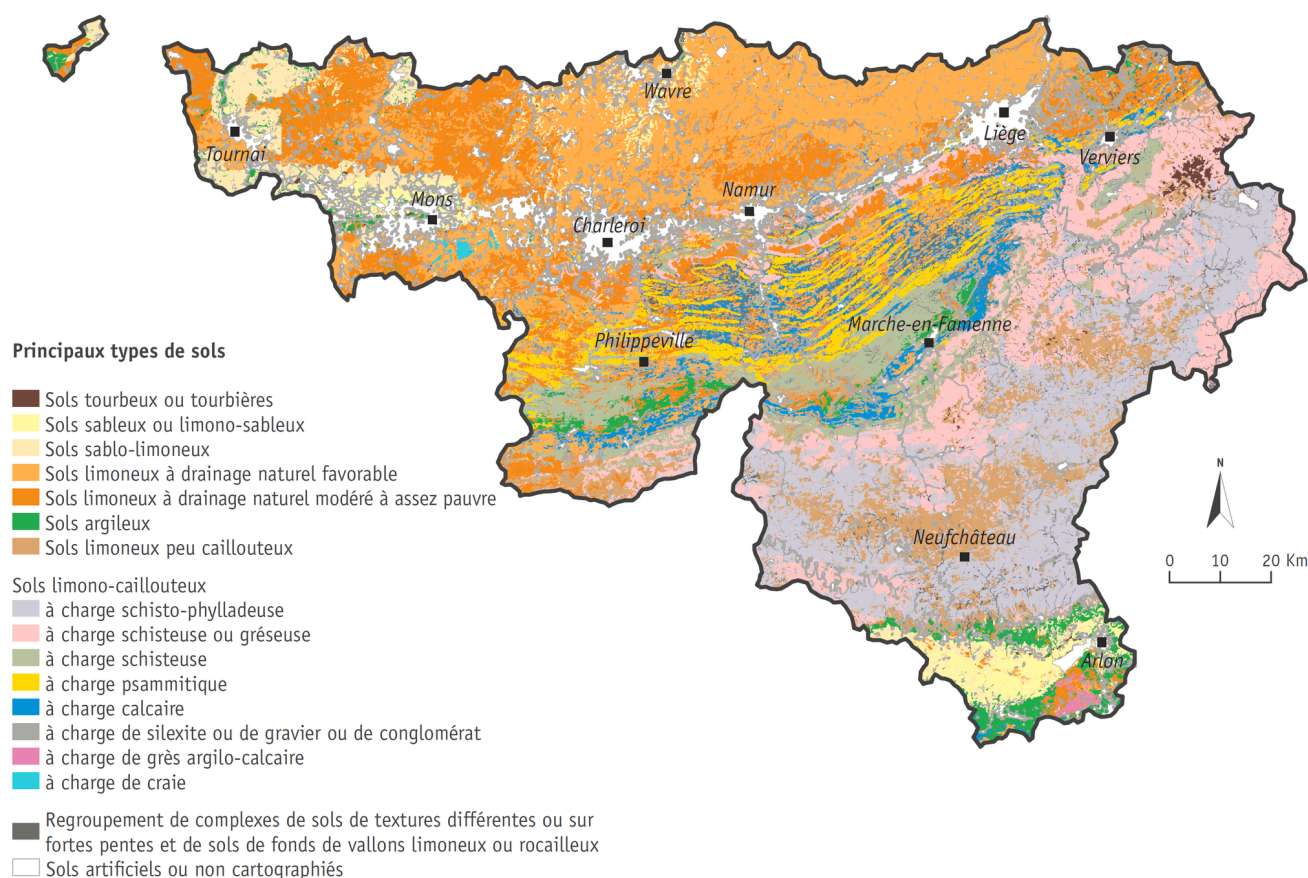 Wavre
Tournai
Liège
Verviers
Mons
Namur
Charleroi
Marche-en-Famenne
Philippeville
Neufchâteau
Arlon
N
0 10 20 Km
Principaux types de sols
Sols tourbeux ou tourbières
Sols sableux ou limono-sableux
Sols sablo-limoneux
Sols limoneux à drainage naturel favorable
Sols limoneux à drainage naturel modéré à assez pauvre
Sols argileux
Sols limoneux peu caillouteux
Sols limono-caillouteux
à charge schisto-phylladeuse
à charge schisteuse ou gréseuse
à charge schisteuse
à charge psammitique
à charge calcaire
à charge de silexite ou de gravier ou de conglomérat
à charge de grès argilo-calcaire
à charge de craie
Regroupement de complexes de sols de textures différentes ou sur
fortes pentes et de sols de fonds de vallons limoneux ou rocailleux
Sols artificiels ou non cartographiés